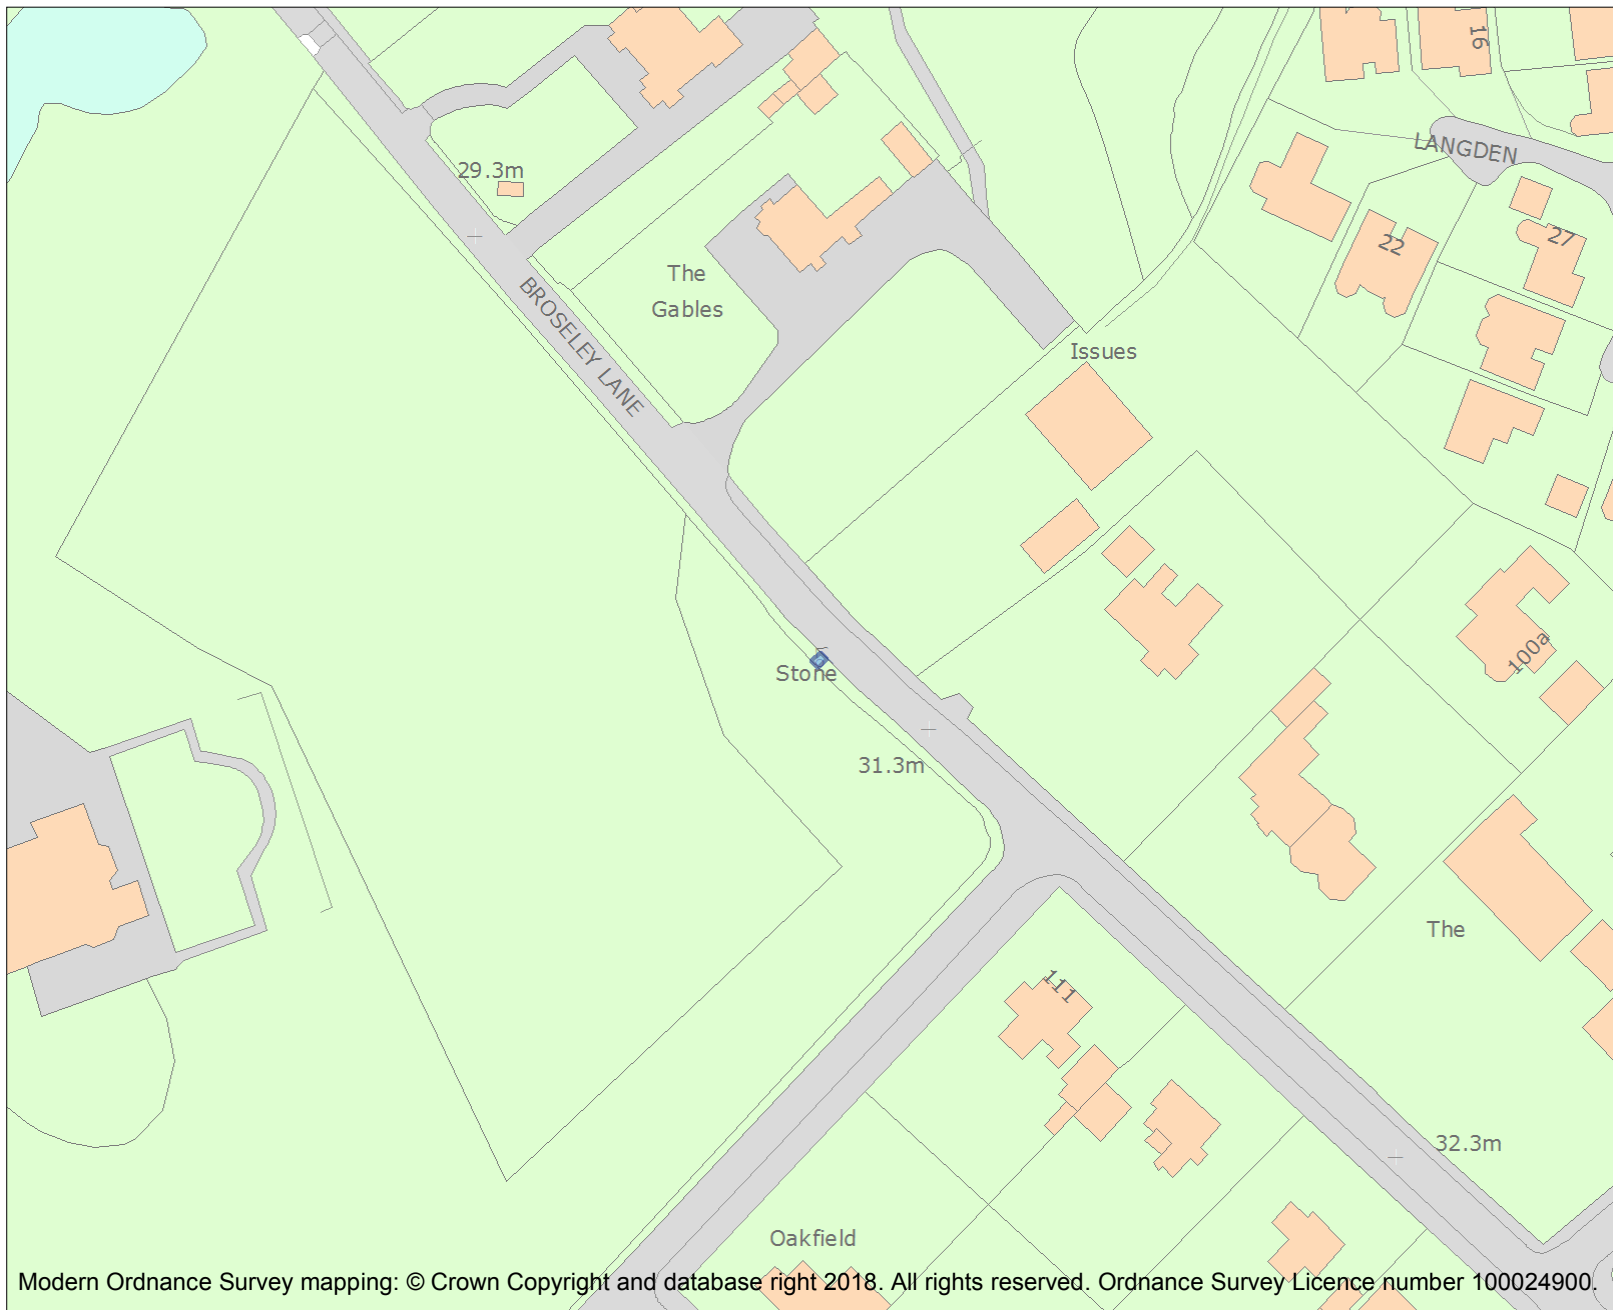 16
LANGDEN
29.3m
22
27
The
Gables
BROSELEY LANE
Issues
100a
Stone
31.3m
The
111
32.3m
Oakfield
Modern Ordnance Survey mapping: © Crown Copyright and database right 2018. All rights reserved. Ordnance Survey Licence number 100024900.